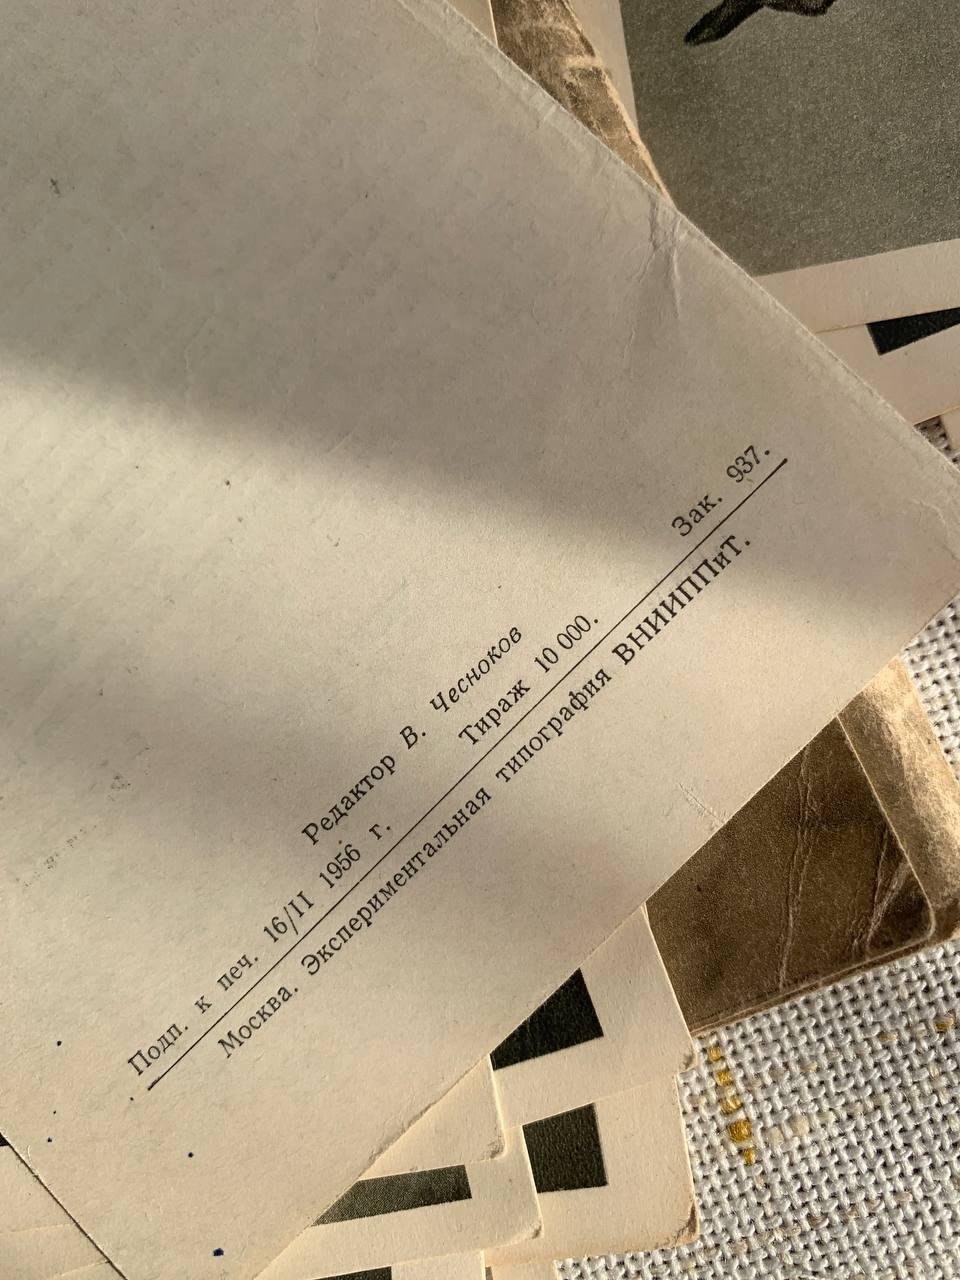 Редактор В. Чесноков
Подп. к печ. 16/II 1956 г. Тираж 10 000. Зак. 937.
Москва. Экспериментальная типография ВНИИППиТ.